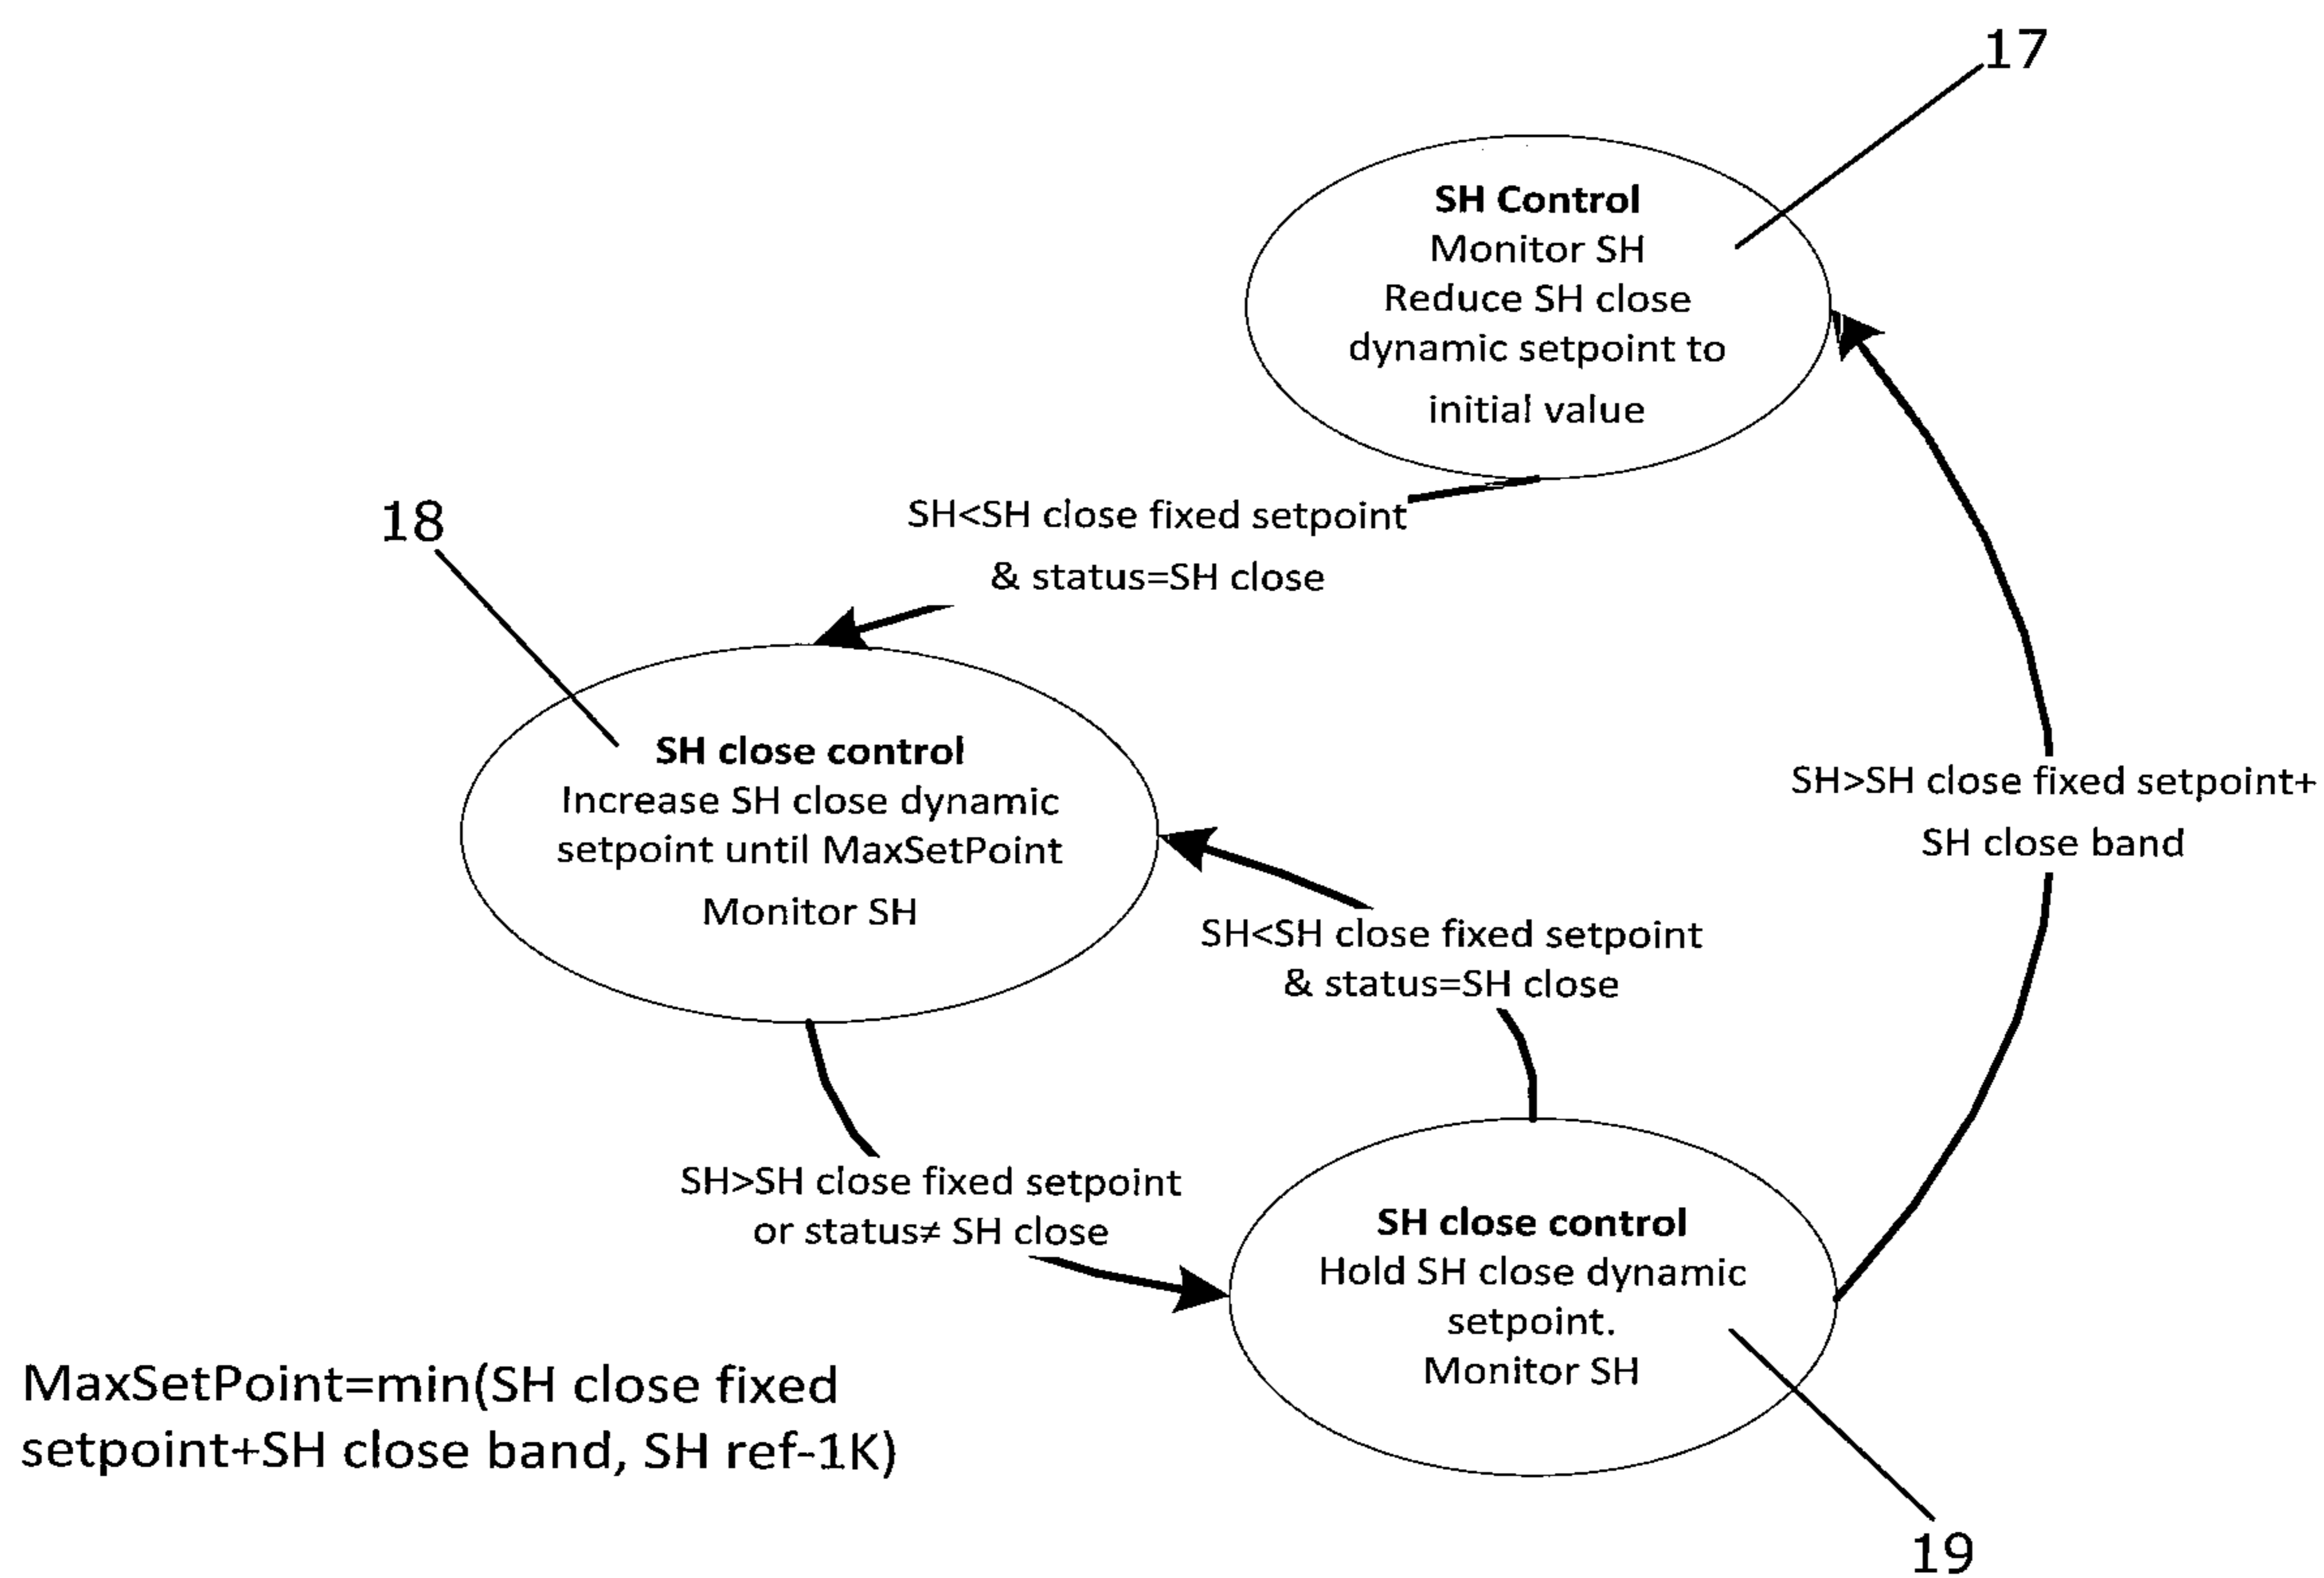 17
SH Control
Monitor SH
Reduce SH close
dynamic setpoint to
initial value
18
SH<SH close fixed setpoint
& status=SH close
SH close control
Increase SH close dynamic
setpoint until MaxSetPoint
Monitor SH
SH>SH close fixed setpoint+
SH close band
SH<SH close fixed setpoint
& status=SH close
SH>SH close fixed setpoint
or status≠ SH close
SH close control
Hold SH close dynamic
setpoint.
Monitor SH
MaxSetPoint=min(SH close fixed
setpoint+SH close band, SH ref-1K)
19